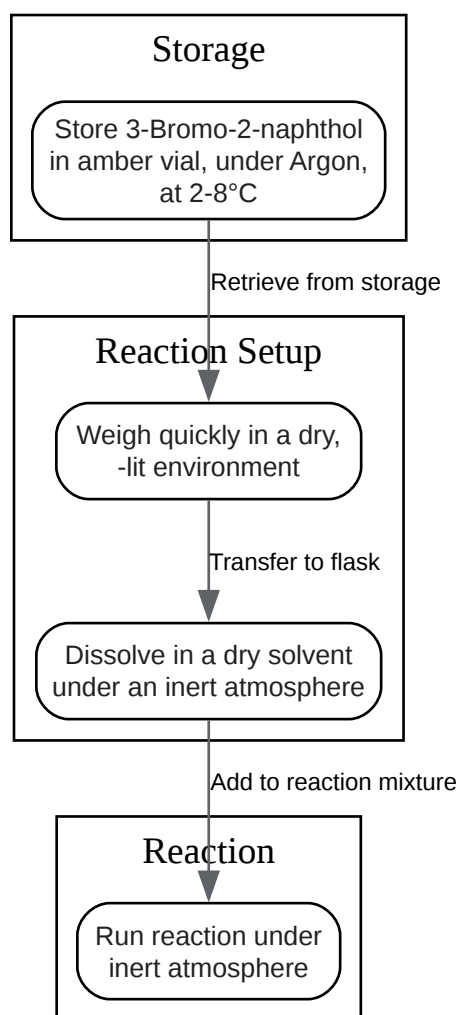 Storage
Store 3-Bromo-2-naphthol
in amber vial, under Argon,
at 2-8°C
Retrieve from storage
Reaction Setup
Weigh quickly in a dry,
-lit environment
Transfer to flask
Dissolve in a dry solvent
under an inert atmosphere
Add to reaction mixture
Reaction
Run reaction under
inert atmosphere